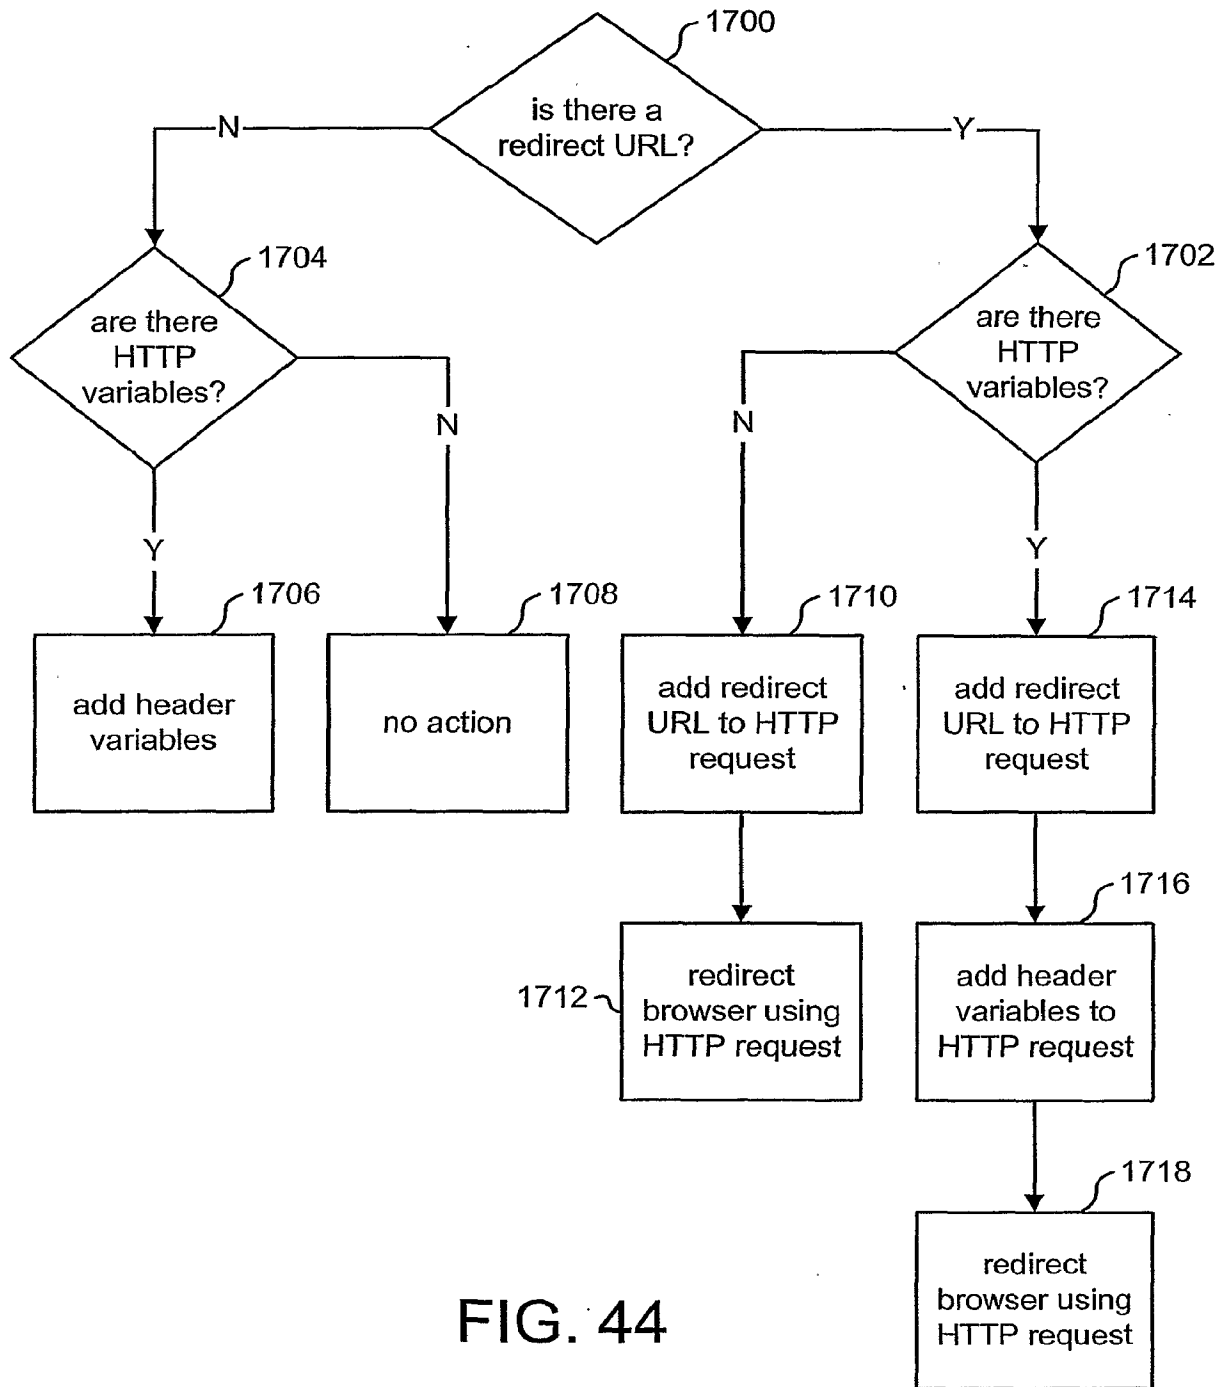 1700
is there a
redirect URL?
N
Y
1704
are there
HTTP
variables?
1702
are there
HTTP
variables?
N
N
Y
Y
1706
add header
variables
1708
no action
1710
add redirect
URL to HTTP
request
1714
add redirect
URL to HTTP
request
1712
redirect
browser using
HTTP request
1716
add header
variables to
HTTP request
1718
redirect
browser using
HTTP request
FIG. 44